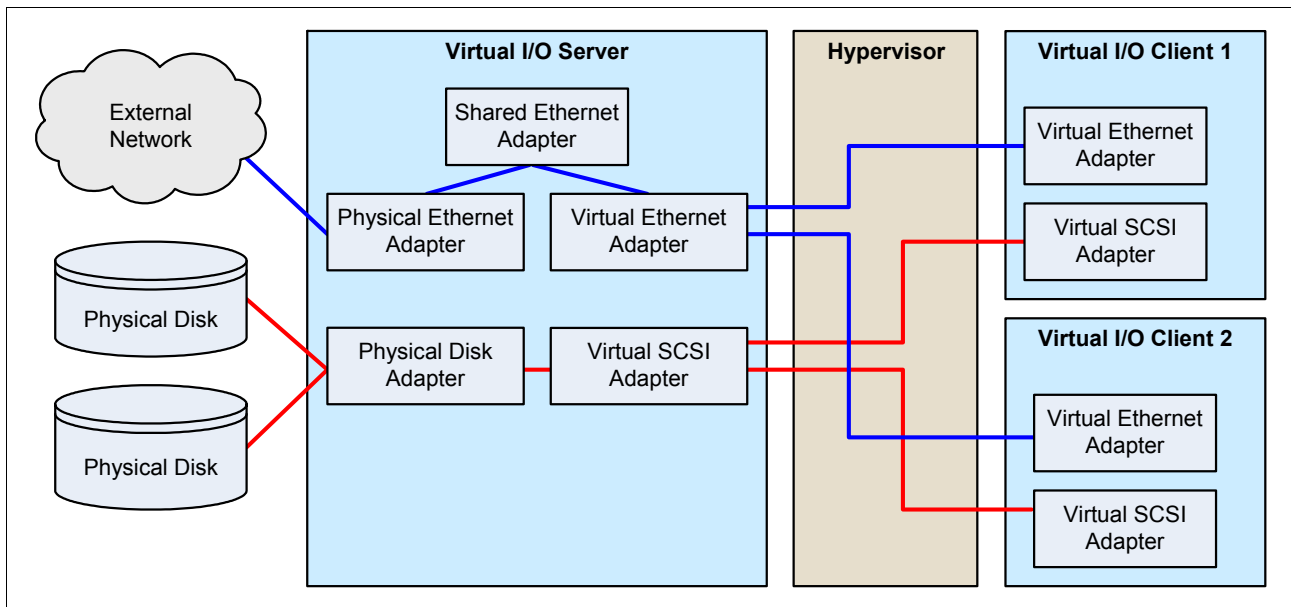 Virtual I/O Server
Hypervisor
Virtual I/O Client 1
External
Network
Shared Ethernet
Adapter
Physical Ethernet
Adapter
Virtual Ethernet
Adapter
Virtual Ethernet
Adapter
Virtual SCSI
Adapter
Physical Disk
Physical Disk
Adapter
Virtual SCSI
Adapter
Virtual I/O Client 2
Physical Disk
Virtual Ethernet
Adapter
Virtual SCSI
Adapter